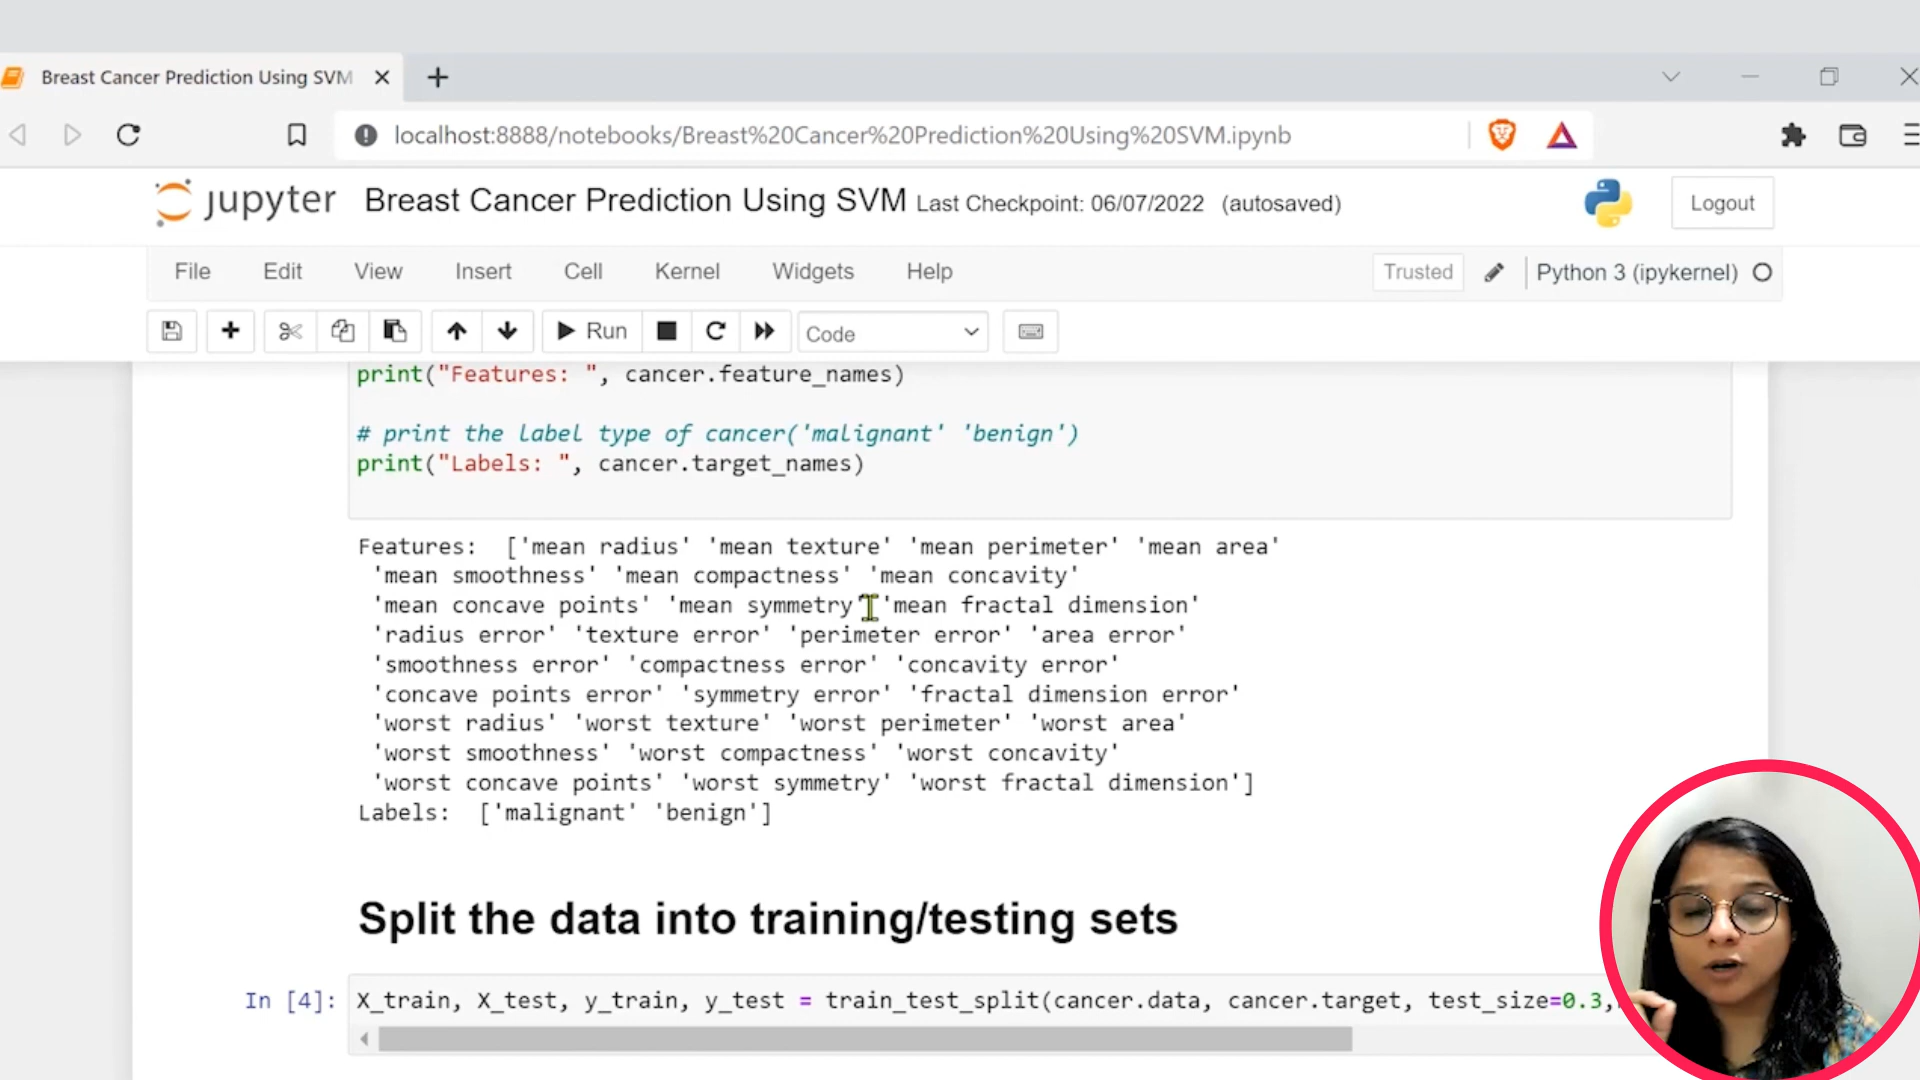 Breast Cancer Prediction Using SVM
localhost:8888/notebooks/Breast%20Cancer%20Prediction%20Using%20SVM.ipynb
jupyter Breast Cancer Prediction Using SVM Last Checkpoint: 06/07/2022 (autosaved)
Logout
File Edit View Insert Cell Kernel Widgets Help
Trusted Python 3 (ipykernel)
Run Code
print("Features: ", cancer.feature_names)
# print the label type of cancer('malignant' 'benign')
print("Labels: ", cancer.target_names)
Features:  ['mean radius' 'mean texture' 'mean perimeter' 'mean area'
'mean smoothness' 'mean compactness' 'mean concavity'
'mean concave points' 'mean symmetry' 'mean fractal dimension'
'radius error' 'texture error' 'perimeter error' 'area error'
'smoothness error' 'compactness error' 'concavity error'
'concave points error' 'symmetry error' 'fractal dimension error'
'worst radius' 'worst texture' 'worst perimeter' 'worst area'
'worst smoothness' 'worst compactness' 'worst concavity'
'worst concave points' 'worst symmetry' 'worst fractal dimension']
Labels:  ['malignant' 'benign']
Split the data into training/testing sets
In [4]: X_train, X_test, y_train, y_test = train_test_split(cancer.data, cancer.target, test_size=0.3,